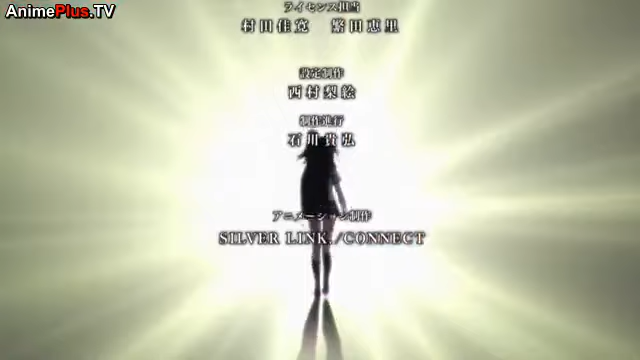 AnimePlus.TV
ライセンス担当
村田佳寛　繁田恵里
設定制作
西村梨絵
制作進行
石川貴弘
アニメーション制作
SILVER LINK./CONNECT